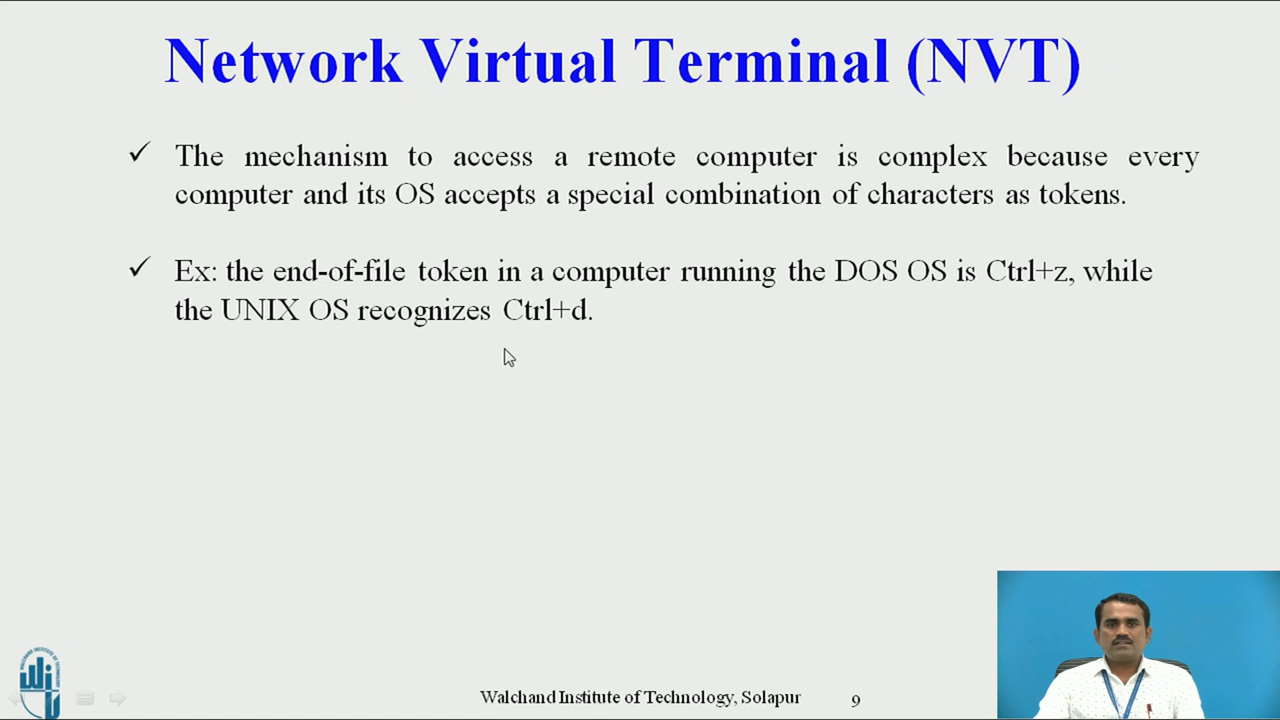 Network Virtual Terminal (NVT)
✓ The mechanism to access a remote computer is complex because every
computer and its OS accepts a special combination of characters as tokens.
✓ Ex: the end-of-file token in a computer running the DOS OS is Ctrl+z, while
the UNIX OS recognizes Ctrl+d.
Walchand Institute of Technology, Solapur 9